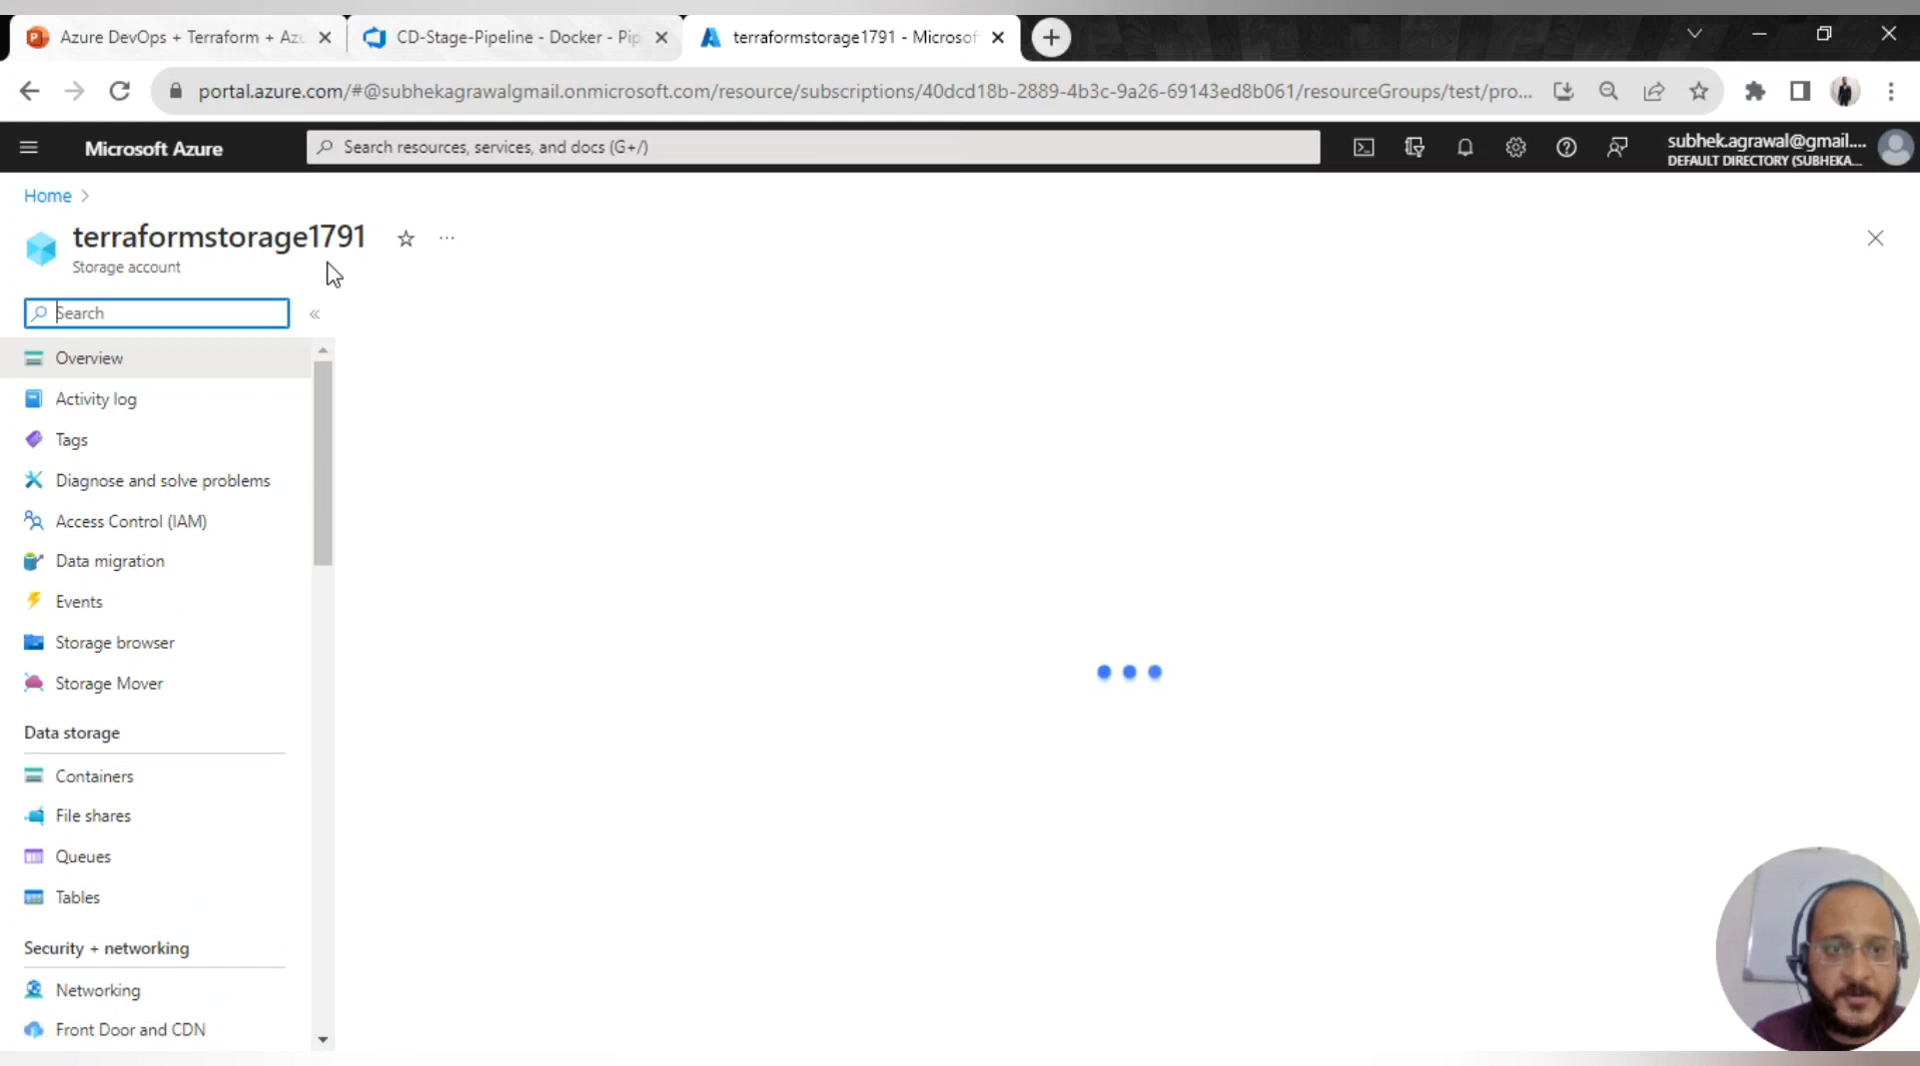 Azure DevOps + Terraform + Azu
CD-Stage-Pipeline - Docker - Pip
terraformstorage1791 - Microsof
portal.azure.com/#@subhekagrawalgmail.onmicrosoft.com/resource/subscriptions/40dcd18b-2889-4b3c-9a26-69143ed8b061/resourceGroups/test/pro...
Microsoft Azure
Search resources, services, and docs (G+/)
subhek.agrawal@gmail....
DEFAULT DIRECTORY (SUBHEKA...
Home
terraformstorage1791
Storage account
Search
Overview
Activity log
Tags
Diagnose and solve problems
Access Control (IAM)
Data migration
Events
Storage browser
Storage Mover
Data storage
Containers
File shares
Queues
Tables
Security + networking
Networking
Front Door and CDN